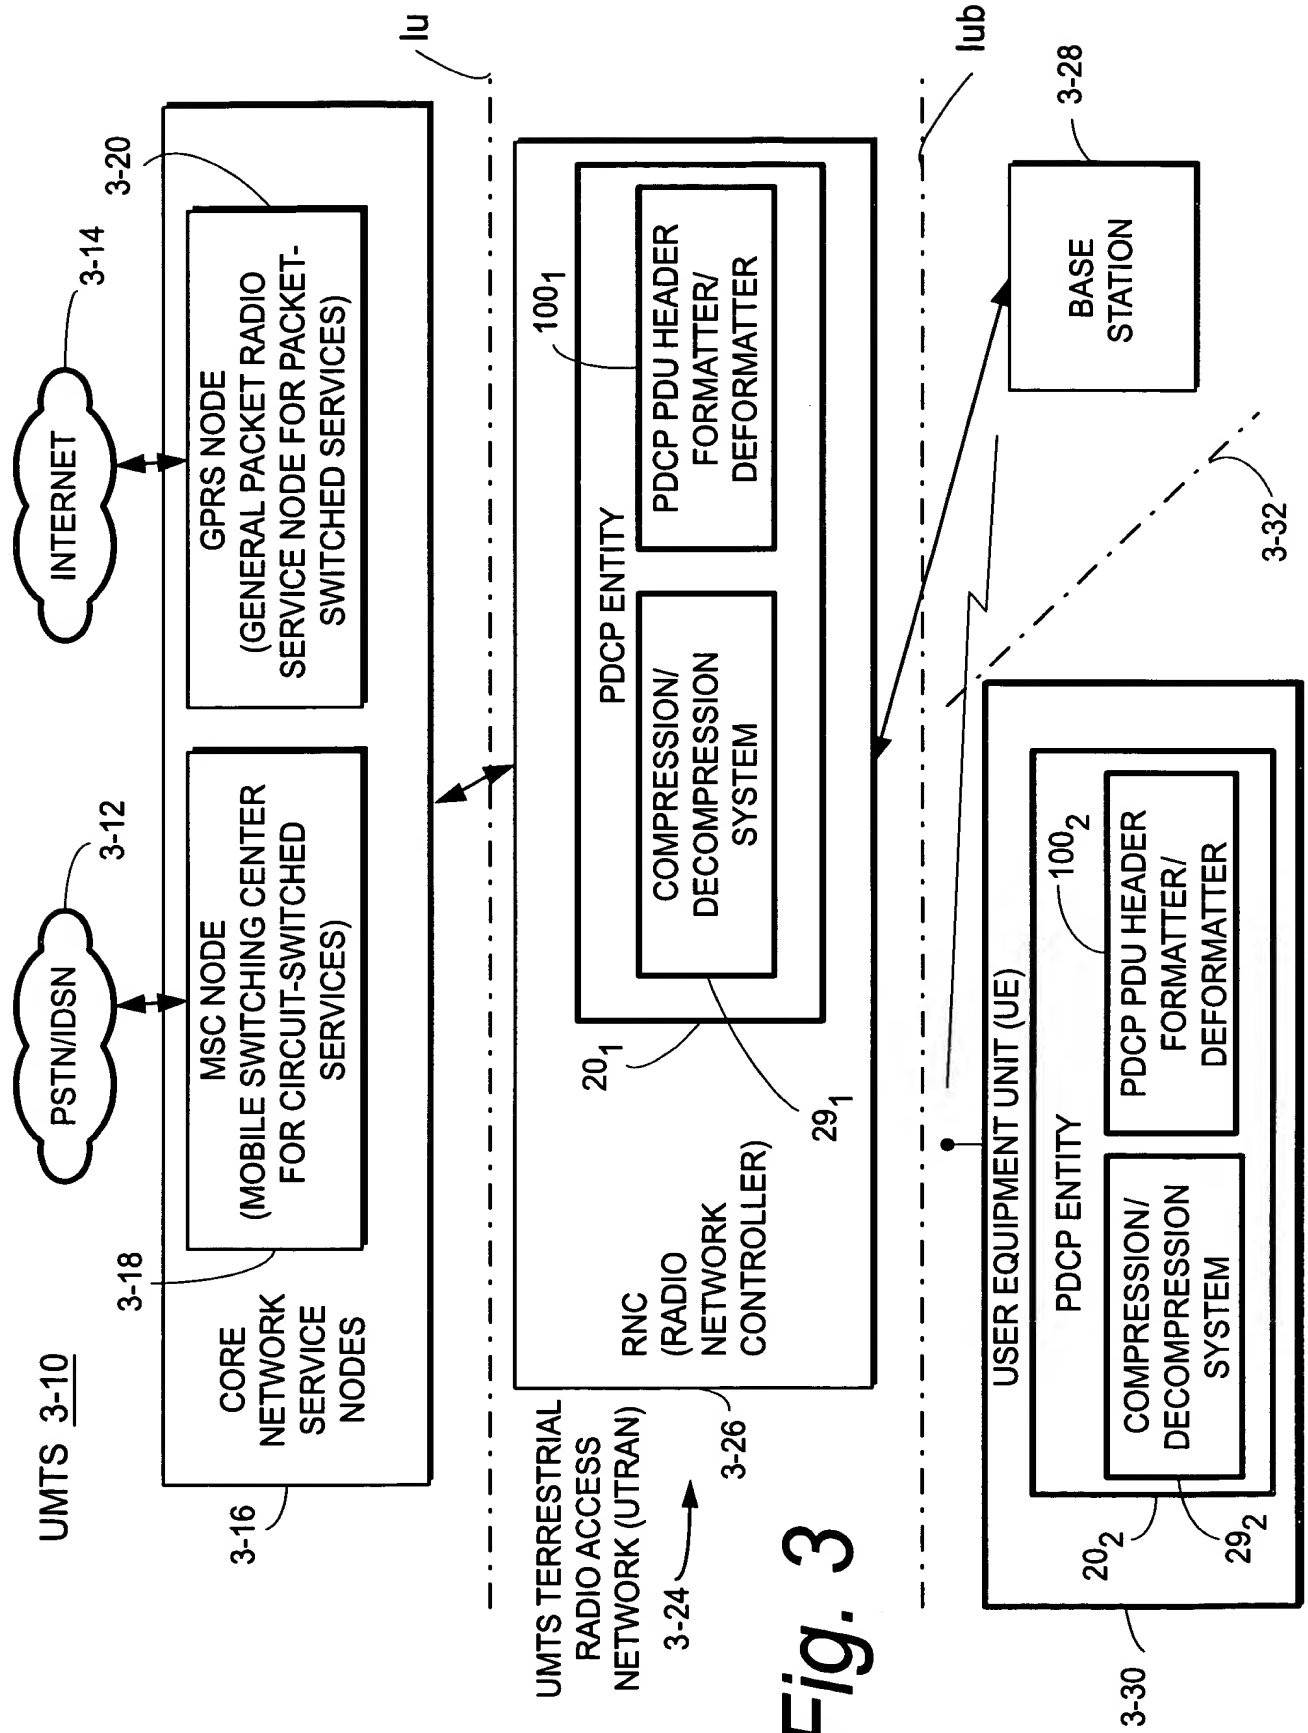 UMTS 3-10
PSTN/IDSN
3-12
INTERNET
3-14
3-16
CORE
NETWORK
SERVICE
NODES
3-18
MSC NODE
(MOBILE SWITCHING CENTER
FOR CIRCUIT-SWITCHED
SERVICES)
GPRS NODE
(GENERAL PACKET RADIO
SERVICE NODE FOR PACKET-
SWITCHED SERVICES)
3-20
Iu
UMTS TERRESTRIAL
RADIO ACCESS
NETWORK (UTRAN)
3-24
3-26
RNC
(RADIO
NETWORK
CONTROLLER)
20₁
29₁
PDCP ENTITY
COMPRESSION/
DECOMPRESSION
SYSTEM
100₁
PDCP PDU HEADER
FORMATTER/
DEFORMATTER
Iub
Fig. 3
3-30
USER EQUIPMENT UNIT (UE)
PDCP ENTITY
20₂
29₂
COMPRESSION/
DECOMPRESSION
SYSTEM
100₂
PDCP PDU HEADER
FORMATTER/
DEFORMATTER
3-32
BASE
STATION
3-28